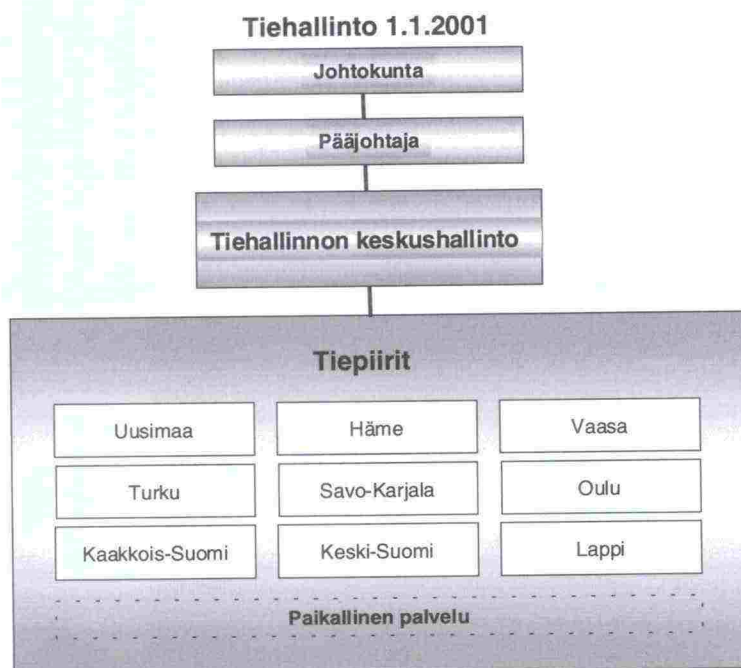 Tiehallinto 1.1.2001
Johtokunta
Pääjohtaja
Tiehallinnon keskushallinto
Tiepiirit
Uusimaa
Häme
Vaasa
Turku
Savo-Karjala
Oulu
Kaakkois-Suomi
Keski-Suomi
Lappi
Paikallinen palvelu